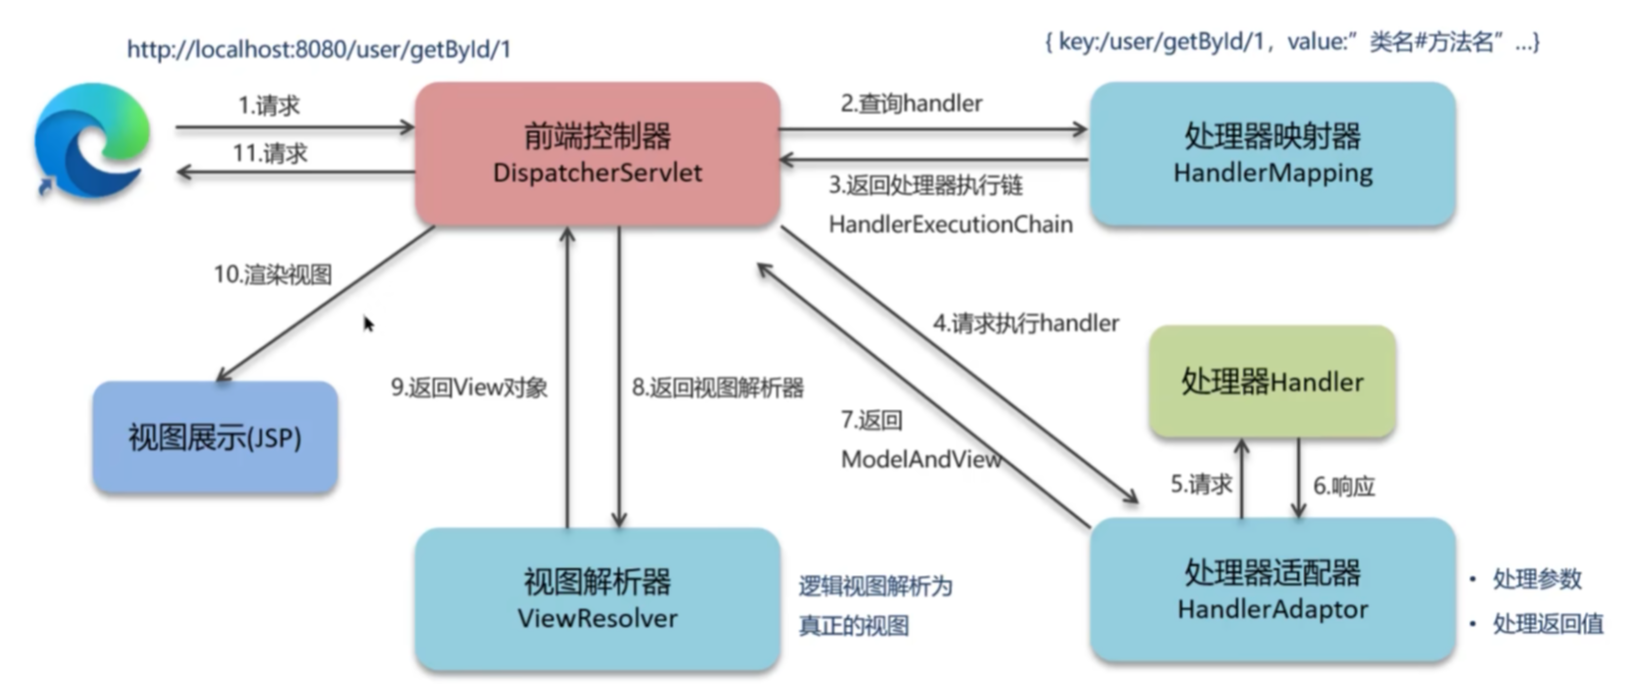 http://localhost:8080/user/getById/1
{ key:/user/getById/1，value:”类名#方法名”...}
1.请求
11.请求
前端控制器
DispatcherServlet
2.查询handler
3.返回处理器执行链
HandlerExecutionChain
处理器映射器
HandlerMapping
10.渲染视图
4.请求执行handler
9.返回View对象
8.返回视图解析器
7.返回
ModelAndView
处理器Handler
视图展示(JSP)
5.请求
6.响应
视图解析器
ViewResolver
逻辑视图解析为
真正的视图
处理器适配器
HandlerAdaptor
• 处理参数
• 处理返回值